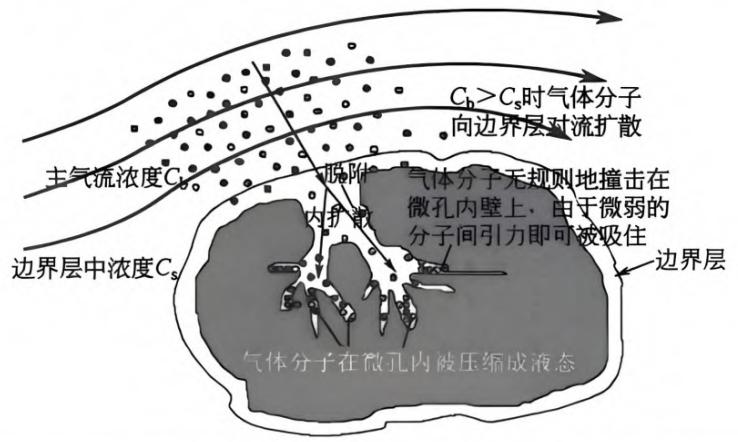 C_b>C_s时气体分子
向边界层对流扩散
主气流浓度C_b
脱附
气体分子无规则地撞击在
微孔内壁上，由于微弱的
分子间引力即可被吸住
内扩散
边界层中浓度C_s
边界层
气体分子在微孔内被压缩成液态